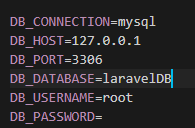 DB_CONNECTION=mysql
DB_HOST=127.0.0.1
DB_PORT=3306
DB_DATABASE=laravelDB
DB_USERNAME=root
DB_PASSWORD=